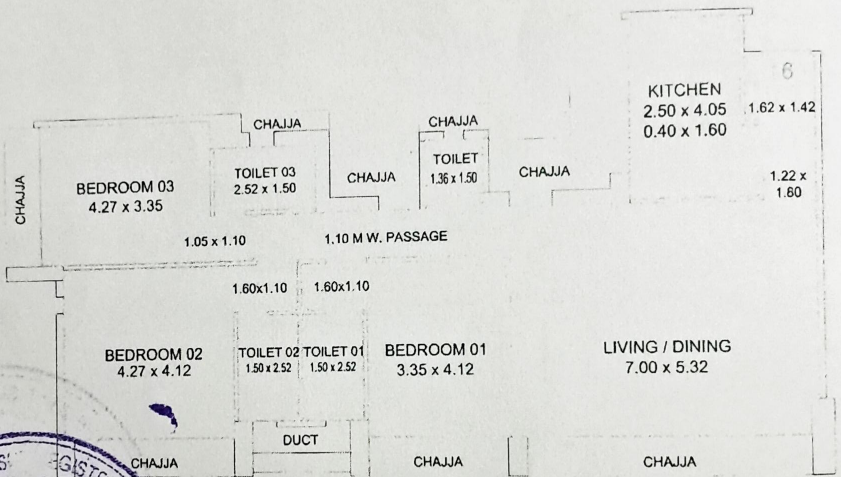 6
KITCHEN
2.50 x 4.05
0.40 x 1.60
1.62 x 1.42
1.22 x
1.60
CHAJJA
CHAJJA
CHAJJA
BEDROOM 03
4.27 x 3.35
TOILET 03
2.52 x 1.50
CHAJJA
TOILET
1.36 x 1.50
CHAJJA
1.05 x 1.10
1.10 M W. PASSAGE
1.60x1.10
1.60x1.10
BEDROOM 02
4.27 x 4.12
TOILET 02
1.50 x 2.52
TOILET 01
1.50 x 2.52
BEDROOM 01
3.35 x 4.12
LIVING / DINING
7.00 x 5.32
DUCT
CHAJJA
CHAJJA
CHAJJA